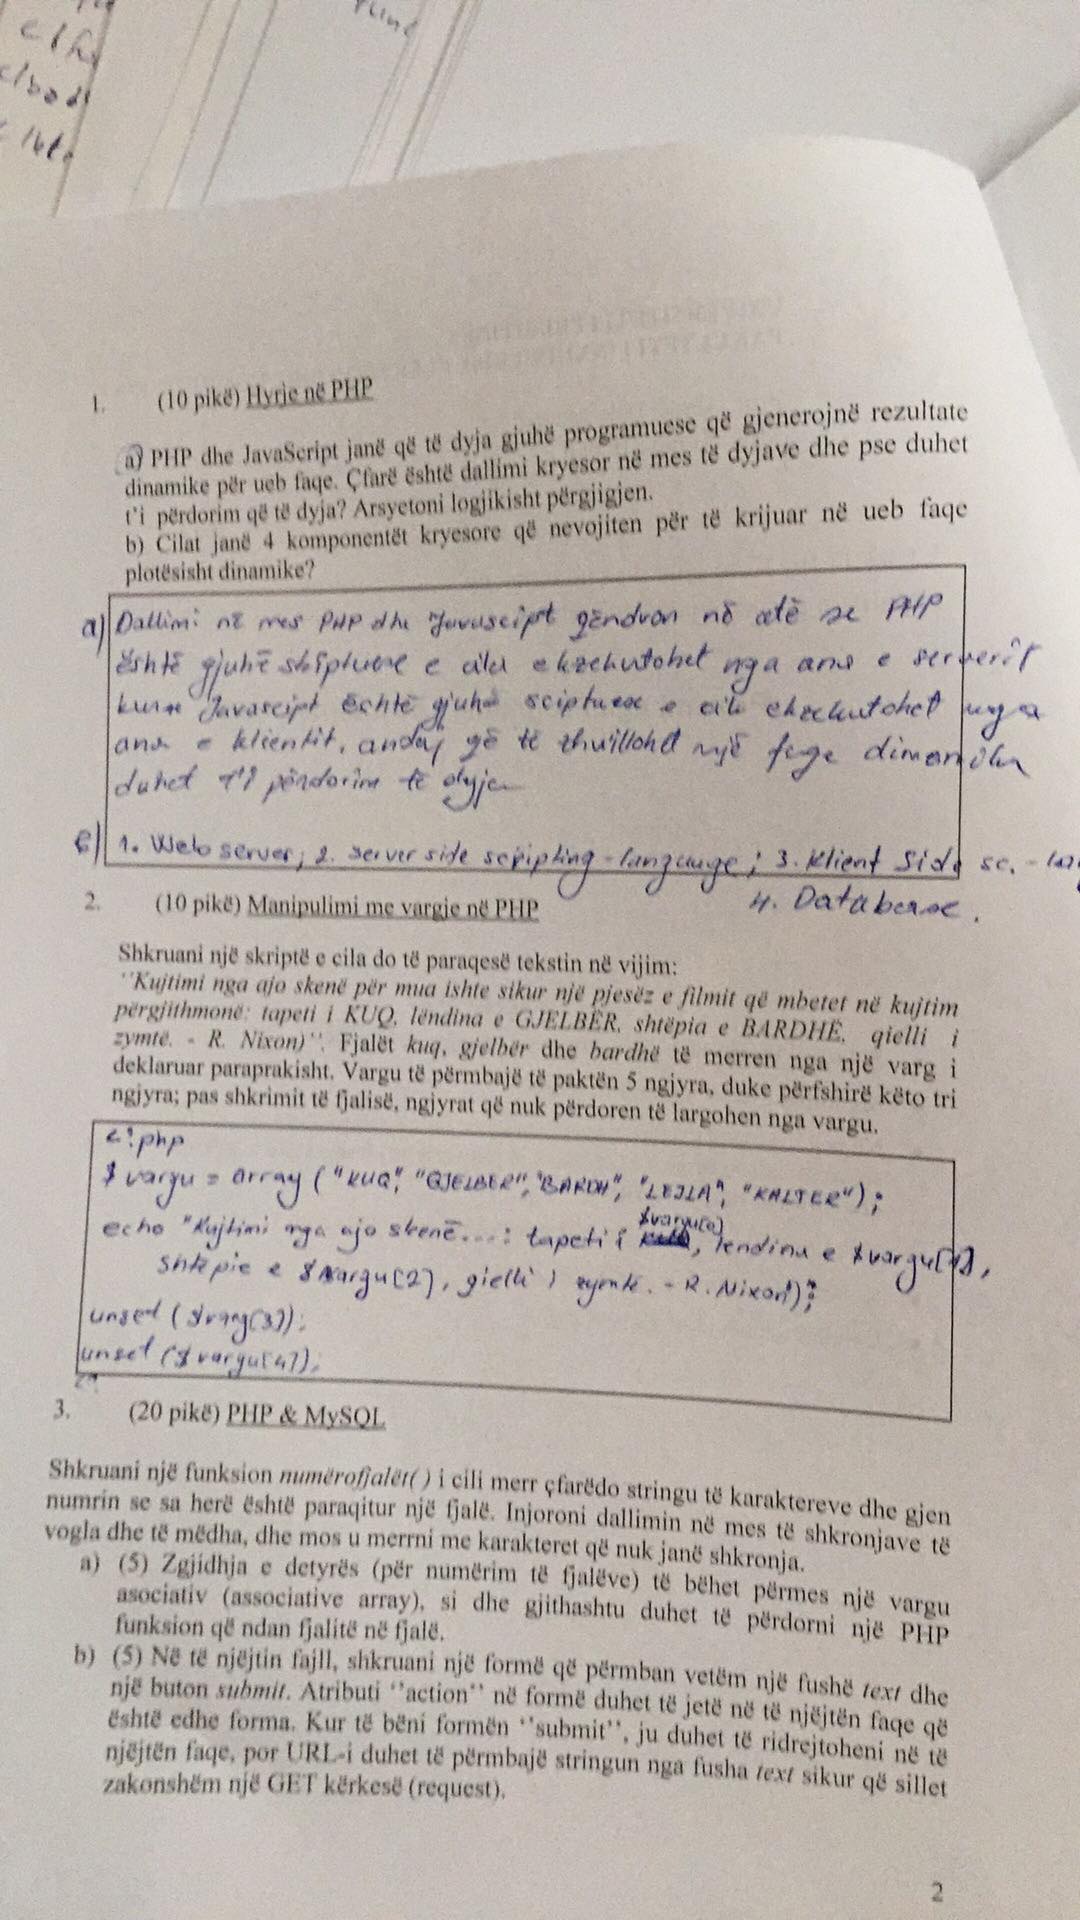 1. (10 pikë) Hyrje në PHP
a) PHP dhe JavaScript janë që të dyja gjuhë programuese që gjenerojnë rezultate
dinamike për ueb faqe. Çfarë është dallimi kryesor në mes të dyjave dhe pse duhet
t'i përdorim që të dyja? Arsyetoni logjikisht përgjigjen.
b) Cilat janë 4 komponentët kryesore që nevojiten për të krijuar në ueb faqe
plotësisht dinamike?
a) Dallimi në mes PHP dhe Javascipt qëndron në atë se PHP
është gjuhë skriptuese e cila ekzekutohet nga ana e serverit
kurse Javascipt është gjuhë sciptuese e cila ekzekutohet nga
ana e klientit, andaj që të zhvillohet një faqe dinamike
duhet t'i përdorim të dyja
1. Web server; 2. server side scripting-language; 3. Klient Side sc. -
4. Database.
2. (10 pikë) Manipulimi me vargje në PHP
Shkruani një skriptë e cila do të paraqesë tekstin në vijim:
''Kujtimi nga ajo skenë për mua ishte sikur një pjesëz e filmit që mbetet në kujtim
përgjithmonë: tapeti i KUQ, lëndina e GJELBËR, shtëpia e BARDHË, qielli i
zymtë. - R. Nixon)''. Fjalët kuq, gjelbër dhe bardhë të merren nga një varg i
deklaruar paraprakisht. Vargu të përmbajë të paktën 5 ngjyra, duke përfshirë këto tri
ngjyra; pas shkrimit të fjalisë, ngjyrat që nuk përdoren të largohen nga vargu.
<?php
$vargu = array ("KUQ", "GJELBER", "BARDH", "LEJLA", "KALTER");
echo "Kujtimi nga ajo skenë...: tapeti i $vargu[0], lendina e $vargu[1],
shtepie e $vargu[2], qielli i zymtë. - R. Nixon)";
unset ($varg[3]);
unset ($vargu[4]);
?>
3. (20 pikë) PHP & MySQL
Shkruani një funksion numërofjalët( ) i cili merr çfarëdo stringu të karaktereve dhe gjen
numrin se sa herë është paraqitur një fjalë. Injoroni dallimin në mes të shkronjave të
vogla dhe të mëdha, dhe mos u merrni me karakteret që nuk janë shkronja.
a) (5) Zgjidhja e detyrës (për numërim të fjalëve) të bëhet përmes një vargu
asociativ (associative array), si dhe gjithashtu duhet të përdorni një PHP
funksion që ndan fjalitë në fjalë.
b) (5) Në të njëjtin fajll, shkruani një formë që përmban vetëm një fushë text dhe
një buton submit. Atributi ''action'' në formë duhet të jetë në të njëjtën faqe që
është edhe forma. Kur të bëni formën ''submit'', ju duhet të ridrejtoheni në të
njëjtën faqe, por URL-i duhet të përmbajë stringun nga fusha text sikur që sillet
zakonshëm një GET kërkesë (request).
2